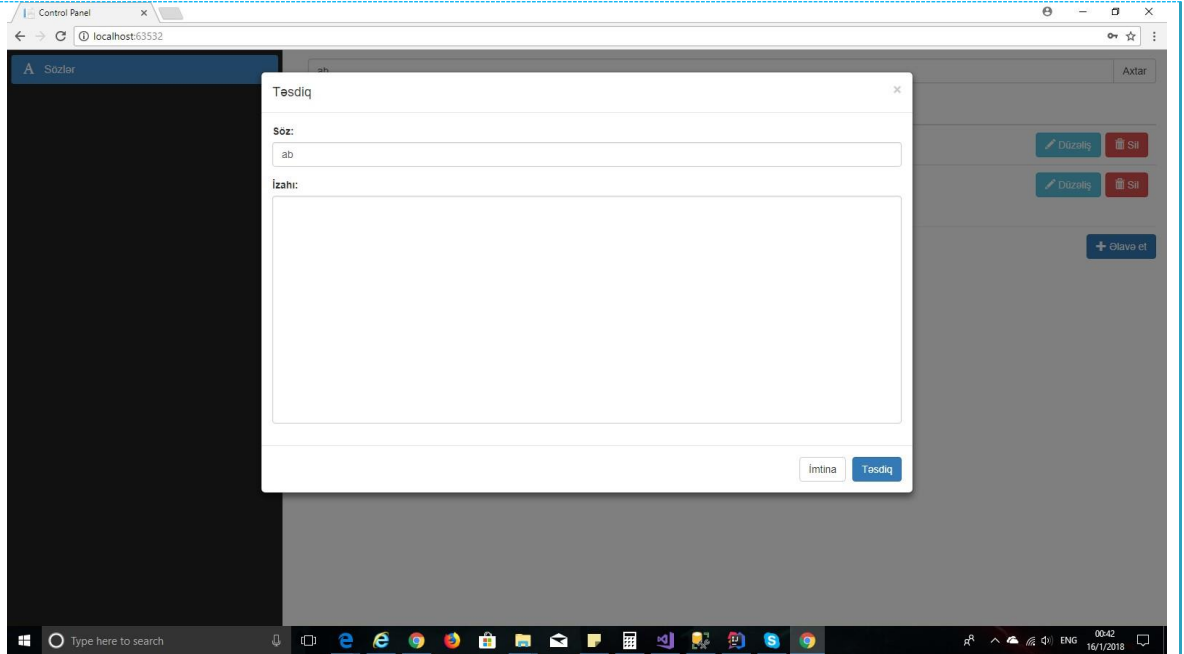 Control Panel
localhost:63532
A Sözlər
ab
Axtar
Təsdiq
×
Söz:
ab
Düzəliş
Sil
İzahı:
Düzəliş
Sil
+ Əlavə et
İmtina
Təsdiq
Type here to search
ENG
00:42
16/1/2018